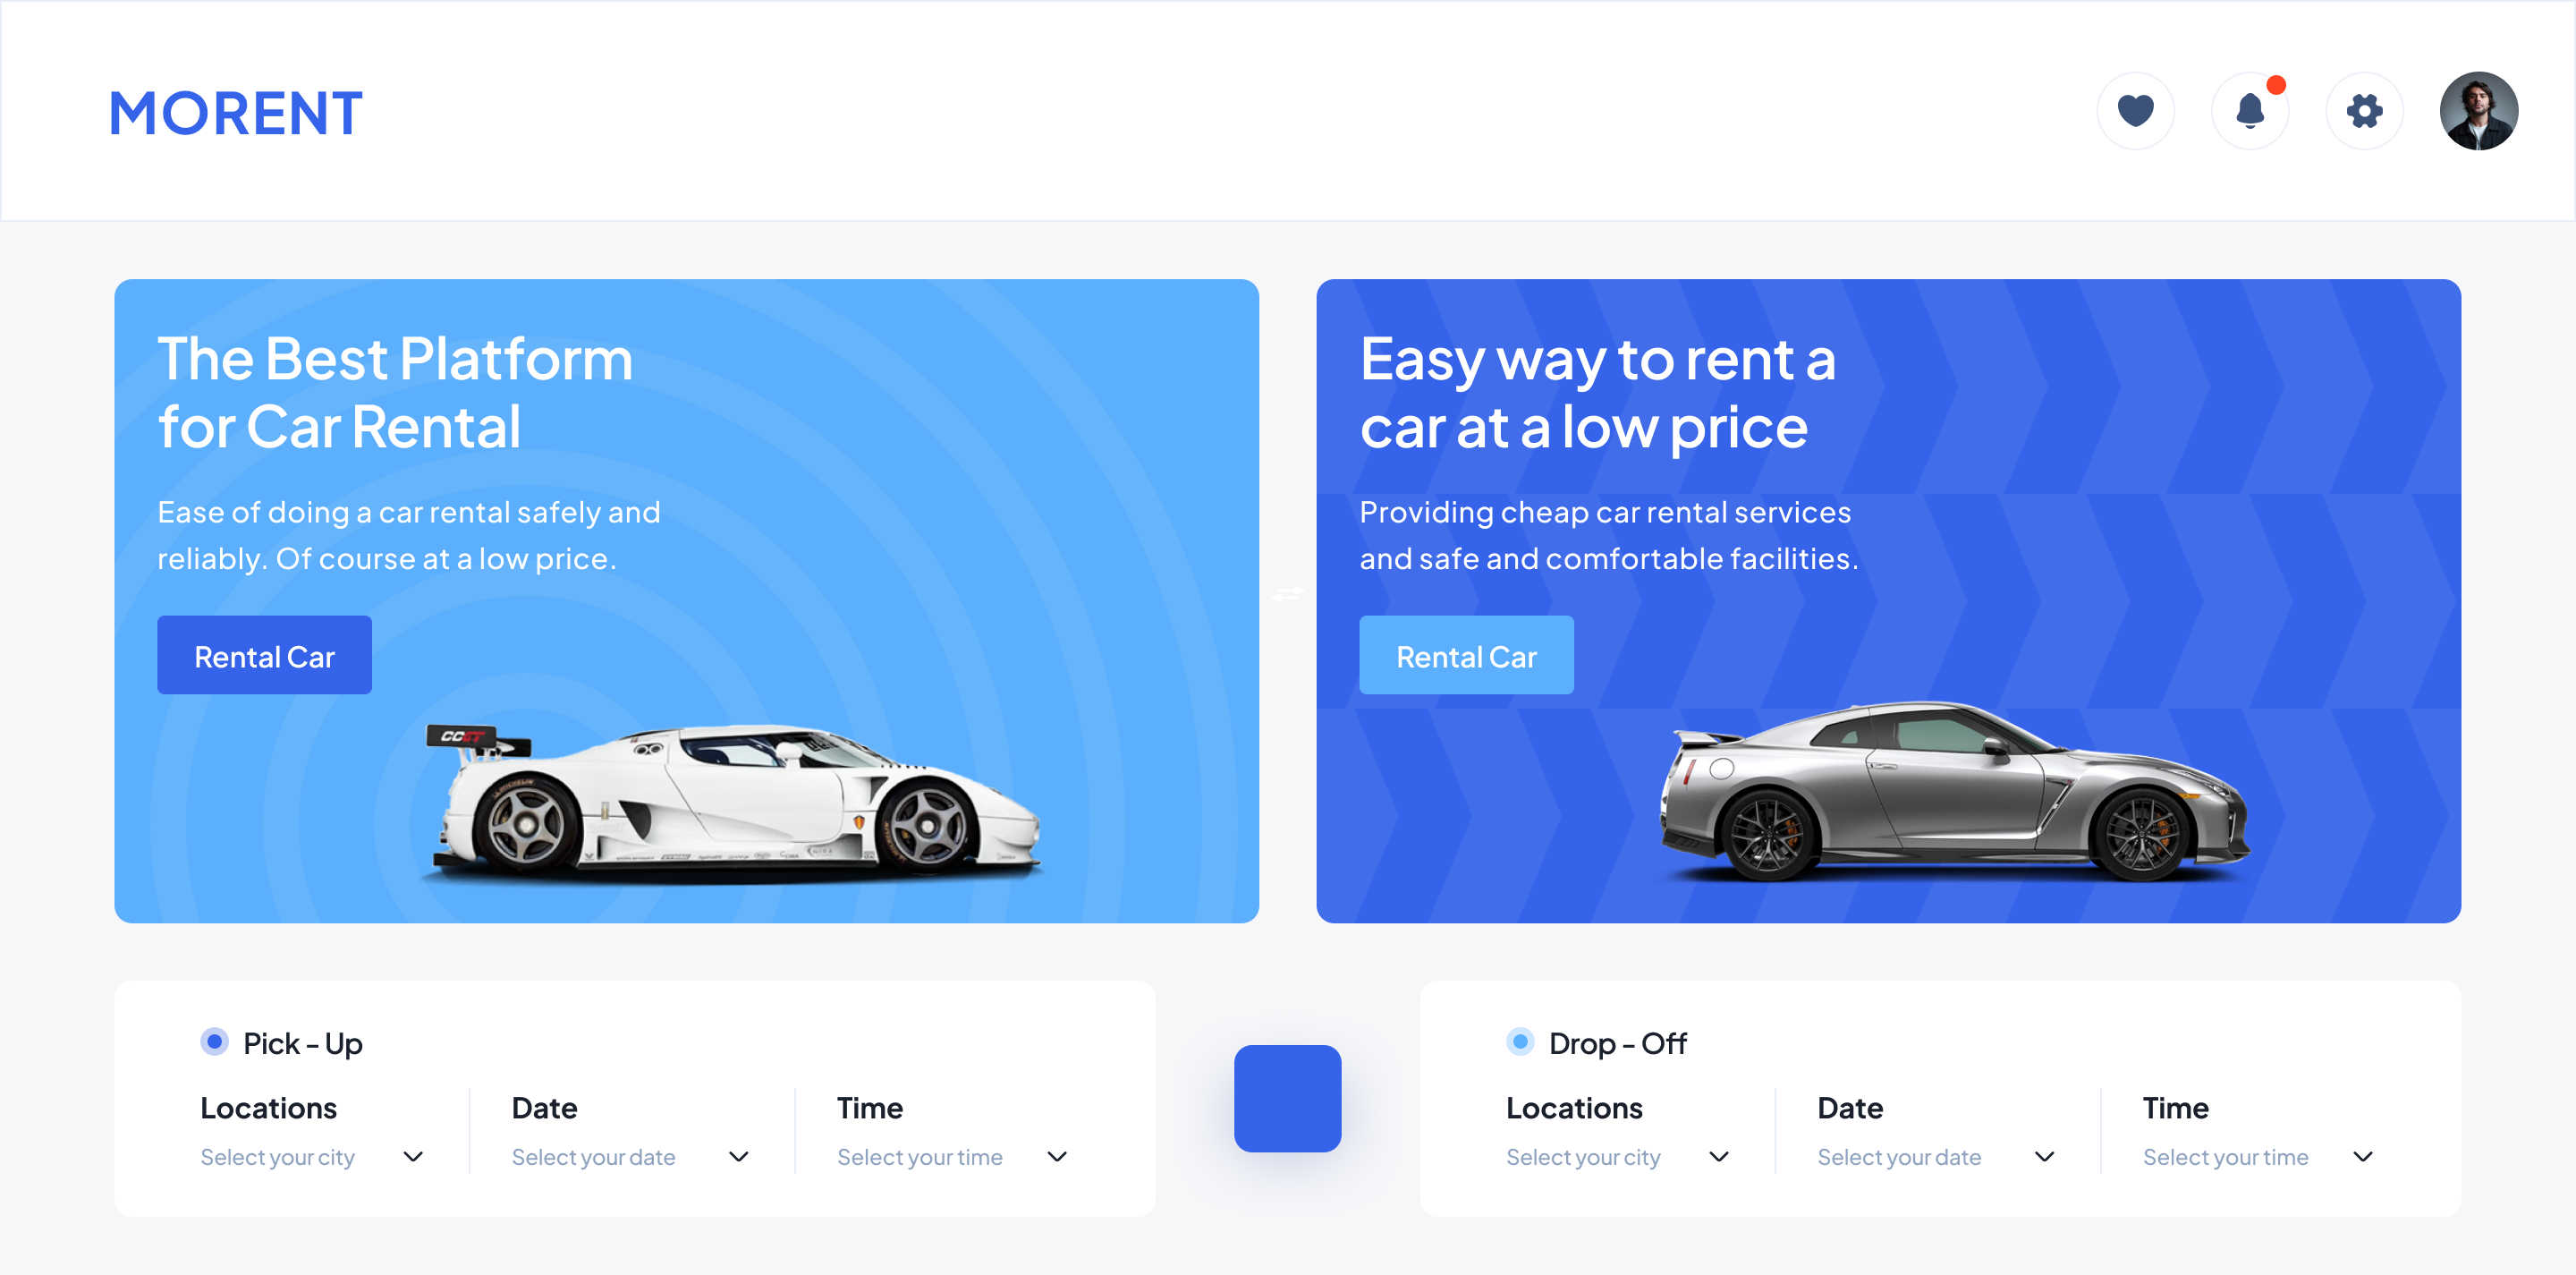 MORENT
The Best Platform
for Car Rental
Ease of doing a car rental safely and
reliably. Of course at a low price.
Rental Car
CCGT
Easy way to rent a
car at a low price
Providing cheap car rental services
and safe and comfortable facilities.
Rental Car
Pick - Up
Locations
Date
Time
Select your city
Select your date
Select your time
Drop - Off
Locations
Date
Time
Select your city
Select your date
Select your time